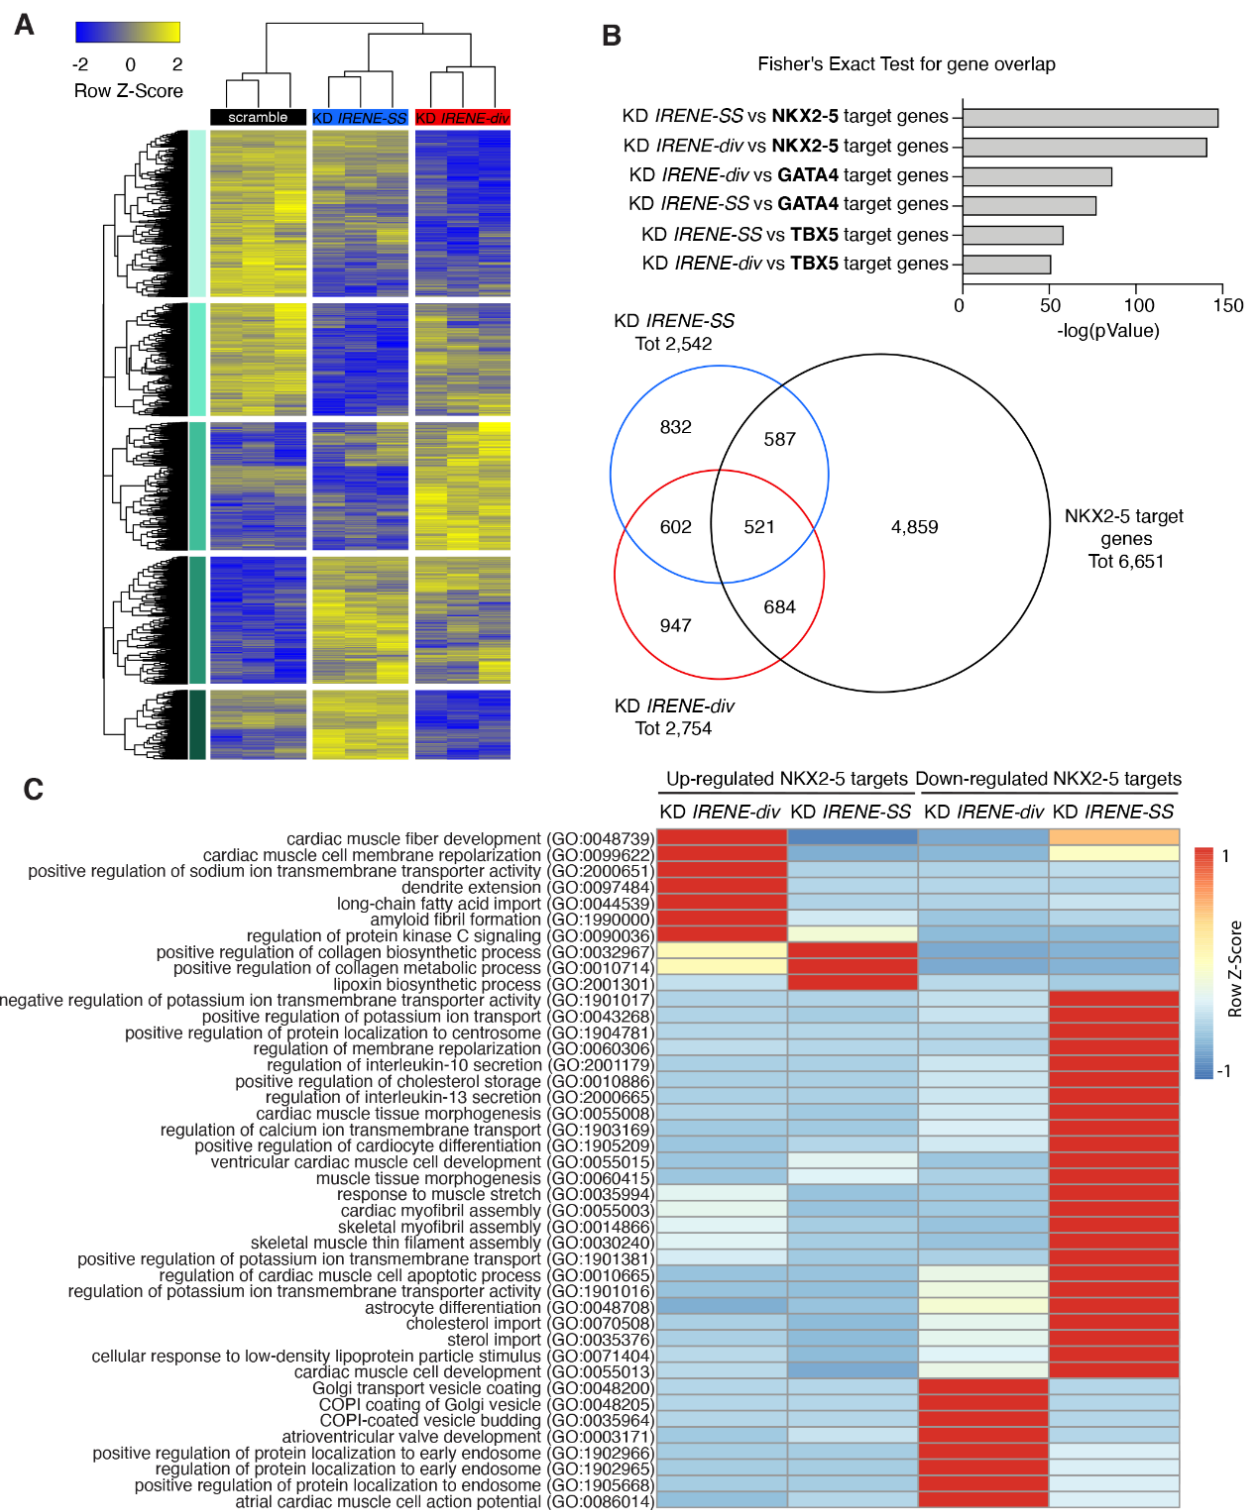 A
-2 0 2
Row Z-Score
scramble KD IRENE-SS KD IRENE-div
B
Fisher's Exact Test for gene overlap
KD IRENE-SS vs NKX2-5 target genes
KD IRENE-div vs NKX2-5 target genes
KD IRENE-div vs GATA4 target genes
KD IRENE-SS vs GATA4 target genes
KD IRENE-SS vs TBX5 target genes
KD IRENE-div vs TBX5 target genes
0 50 100 150
-log(pValue)
KD IRENE-SS
Tot 2,542
832
587
602
521
4,859
684
947
NKX2-5 target
genes
Tot 6,651
KD IRENE-div
Tot 2,754
C
Up-regulated NKX2-5 targets Down-regulated NKX2-5 targets
KD IRENE-div KD IRENE-SS KD IRENE-div KD IRENE-SS
cardiac muscle fiber development (GO:0048739)
cardiac muscle cell membrane repolarization (GO:0099622)
positive regulation of sodium ion transmembrane transporter activity (GO:2000651)
dendrite extension (GO:0097484)
long-chain fatty acid import (GO:0044539)
amyloid fibril formation (GO:1990000)
regulation of protein kinase C signaling (GO:0090036)
positive regulation of collagen biosynthetic process (GO:0032967)
positive regulation of collagen metabolic process (GO:0010714)
lipoxin biosynthetic process (GO:2001301)
negative regulation of potassium ion transmembrane transporter activity (GO:1901017)
positive regulation of potassium ion transport (GO:0043268)
positive regulation of protein localization to centrosome (GO:1904781)
regulation of membrane repolarization (GO:0060306)
regulation of interleukin-10 secretion (GO:2001179)
positive regulation of cholesterol storage (GO:0010886)
regulation of interleukin-13 secretion (GO:2000665)
cardiac muscle tissue morphogenesis (GO:0055008)
regulation of calcium ion transmembrane transport (GO:1903169)
positive regulation of cardiocyte differentiation (GO:1905209)
ventricular cardiac muscle cell development (GO:0055015)
muscle tissue morphogenesis (GO:0060415)
response to muscle stretch (GO:0035994)
cardiac myofibril assembly (GO:0055003)
skeletal myofibril assembly (GO:0014866)
skeletal muscle thin filament assembly (GO:0030240)
positive regulation of potassium ion transmembrane transport (GO:1901381)
regulation of cardiac muscle cell apoptotic process (GO:0010665)
regulation of potassium ion transmembrane transporter activity (GO:1901016)
astrocyte differentiation (GO:0048708)
cholesterol import (GO:0070508)
sterol import (GO:0035376)
cellular response to low-density lipoprotein particle stimulus (GO:0071404)
cardiac muscle cell development (GO:0055013)
Golgi transport vesicle coating (GO:0048200)
COPI coating of Golgi vesicle (GO:0048205)
COPI-coated vesicle budding (GO:0035964)
atrioventricular valve development (GO:0003171)
positive regulation of protein localization to early endosome (GO:1902966)
regulation of protein localization to early endosome (GO:1902965)
positive regulation of protein localization to endosome (GO:1905668)
atrial cardiac muscle cell action potential (GO:0086014)
1
Row Z-Score
-1